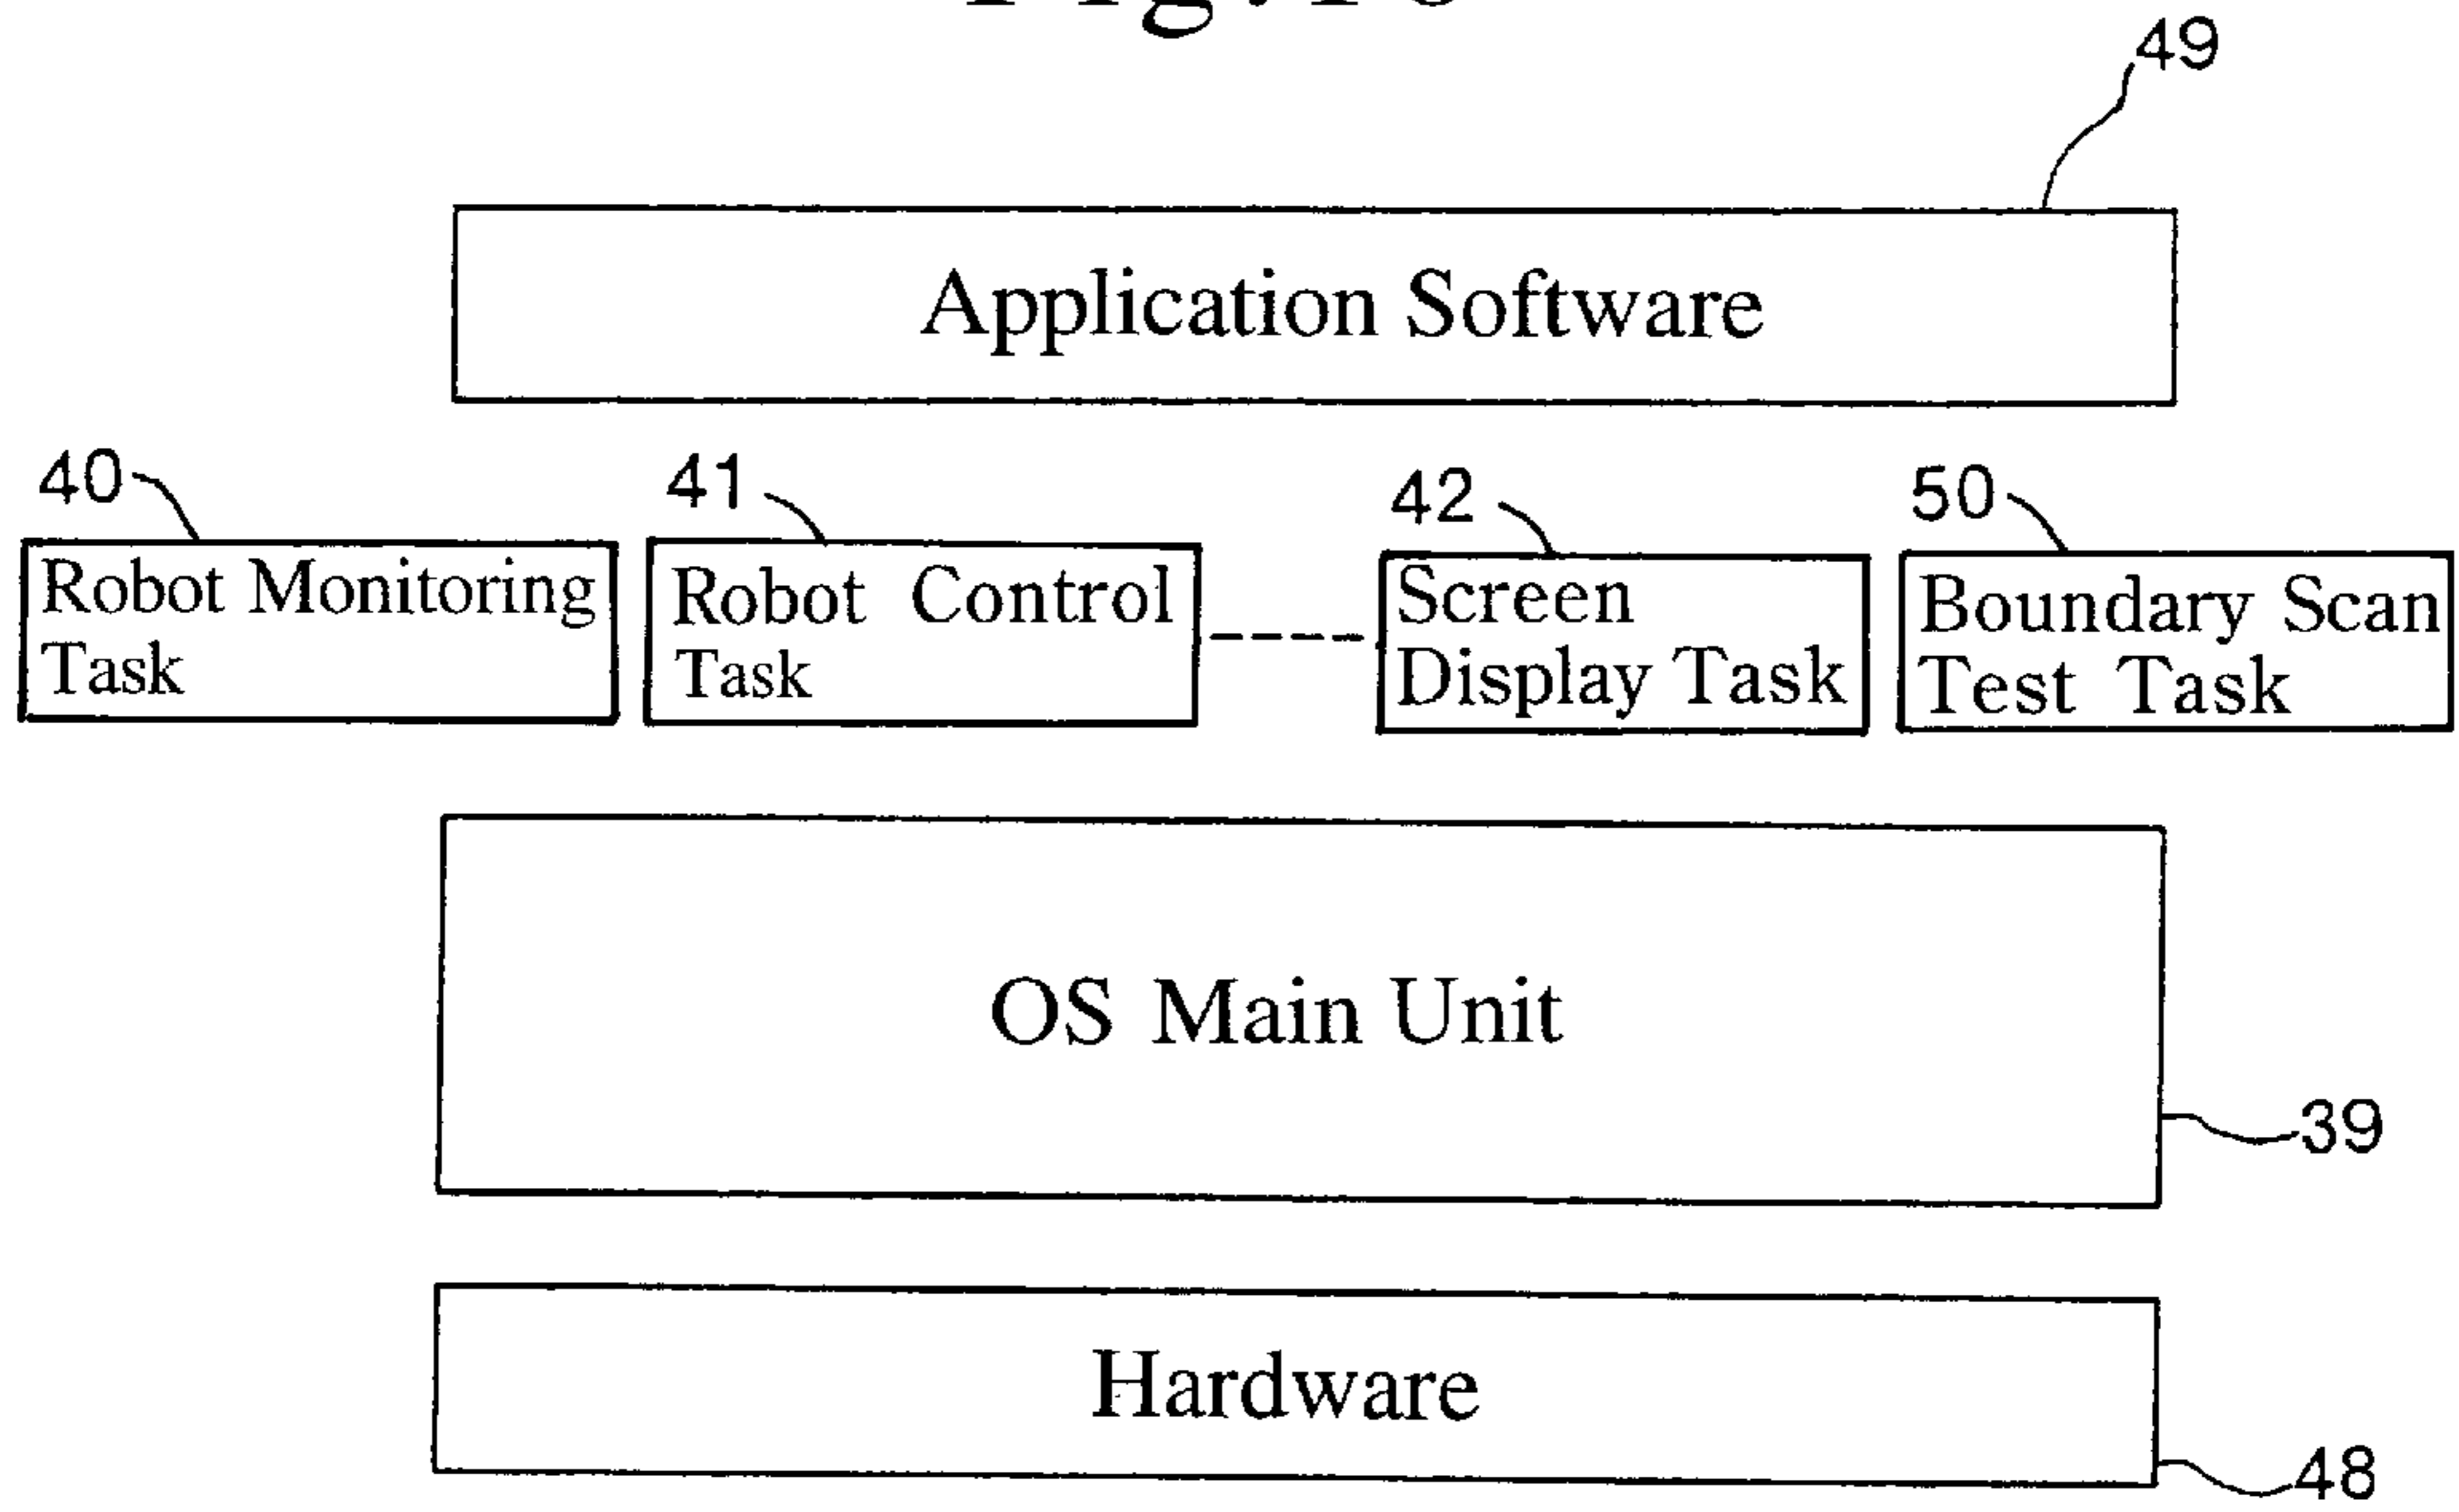 49
Application Software
40
41
42
50
Robot Monitoring
Task
Robot Control
Task
Screen
Display Task
Boundary Scan
Test Task
OS Main Unit
39
Hardware
48